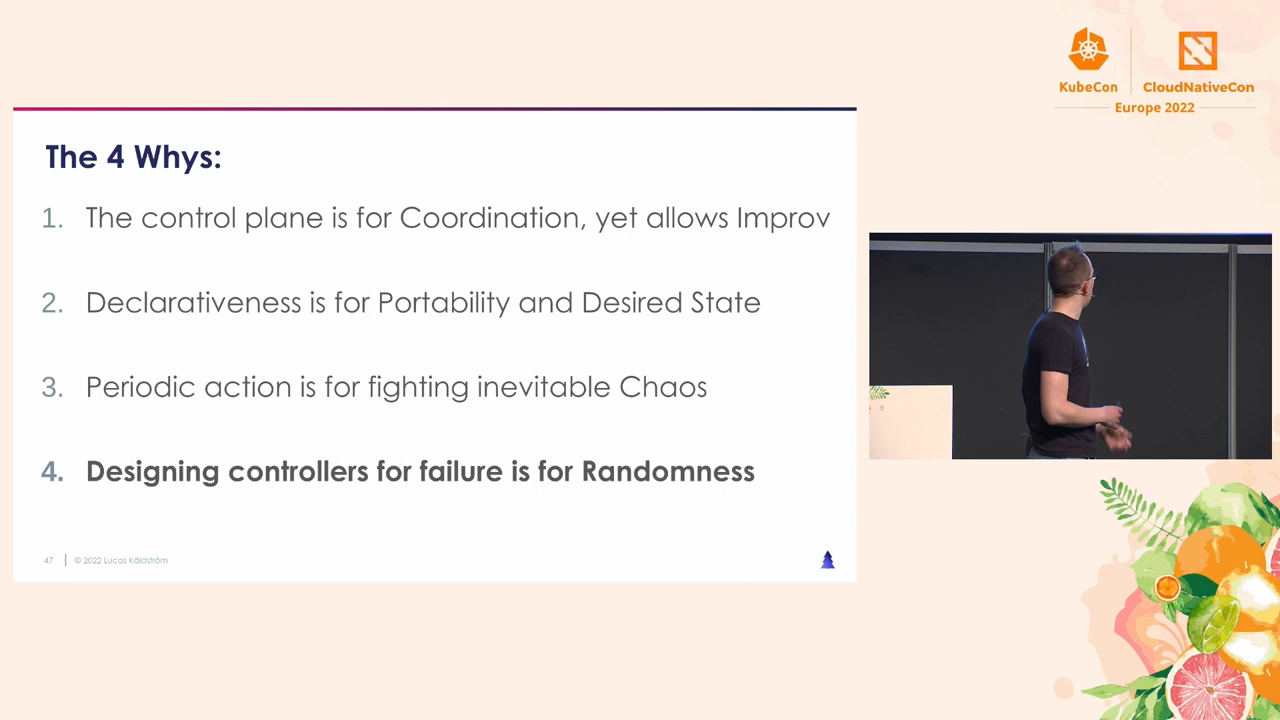 KubeCon
CloudNativeCon
Europe 2022
The 4 Whys:
1. The control plane is for Coordination, yet allows Improv
2. Declarativeness is for Portability and Desired State
3. Periodic action is for fighting inevitable Chaos
4. Designing controllers for failure is for Randomness
47 | © 2022 Lucas Käldström